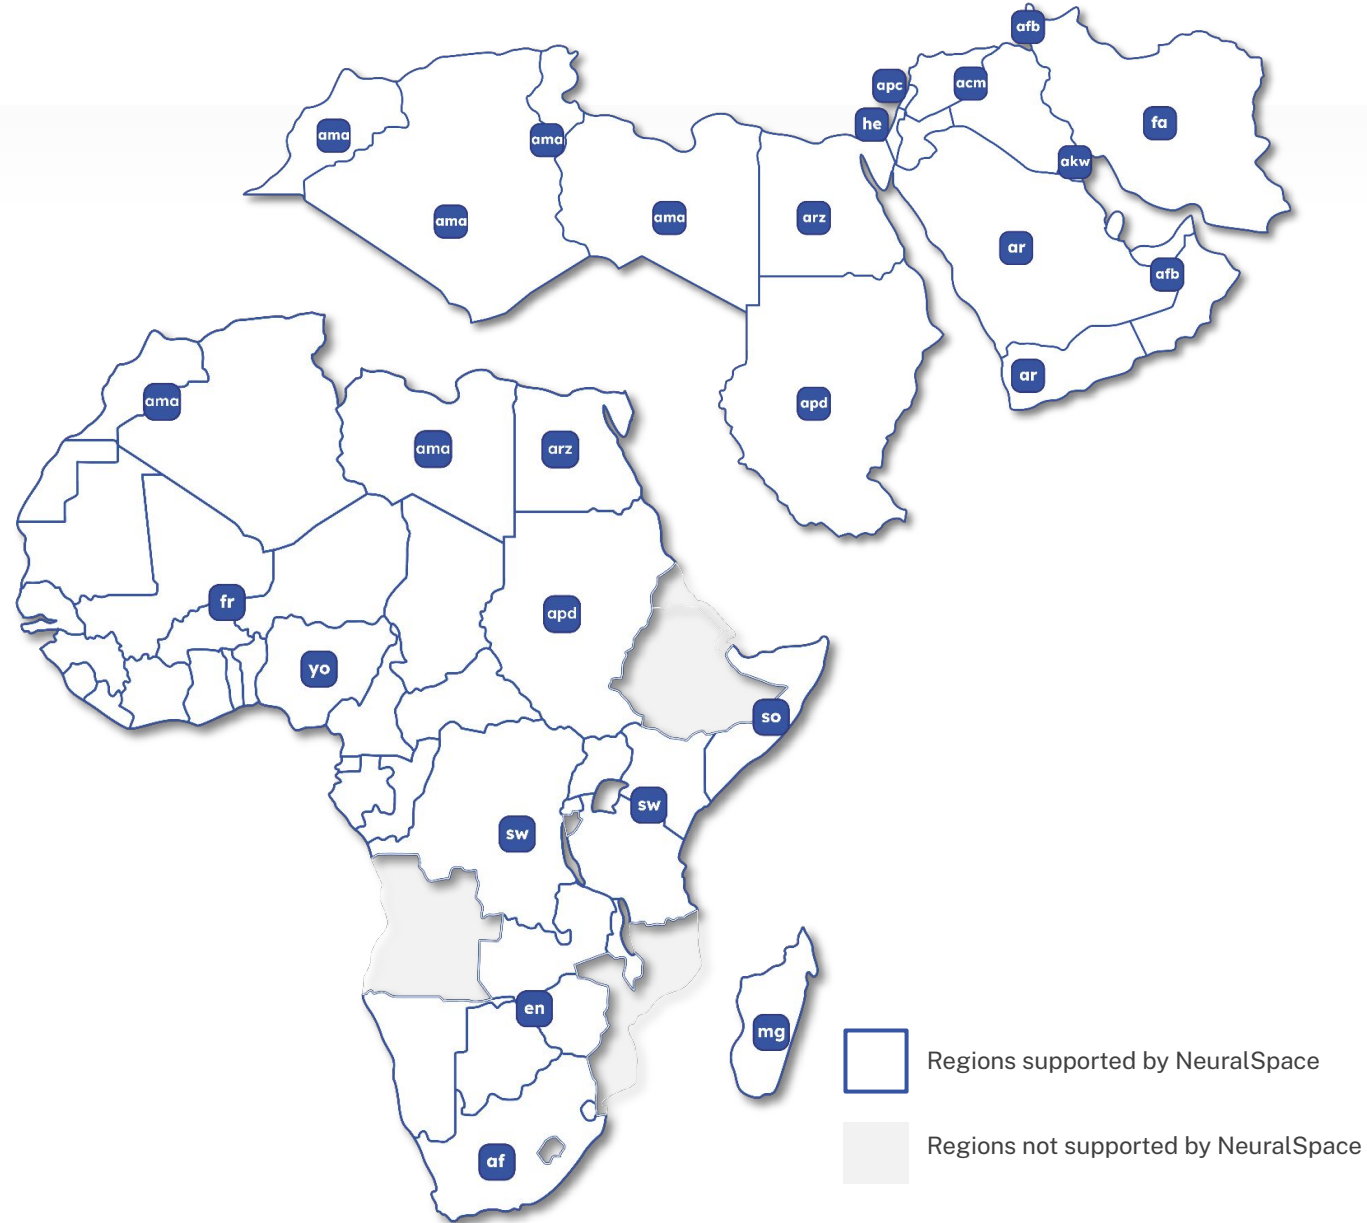 afb
apc
acm
he
fa
ama
ama
akw
ama
ama
arz
ar
afb
ar
apd
ama
ama
arz
fr
apd
yo
so
sw
sw
en
mg
af
Regions supported by NeuralSpace
Regions not supported by NeuralSpace